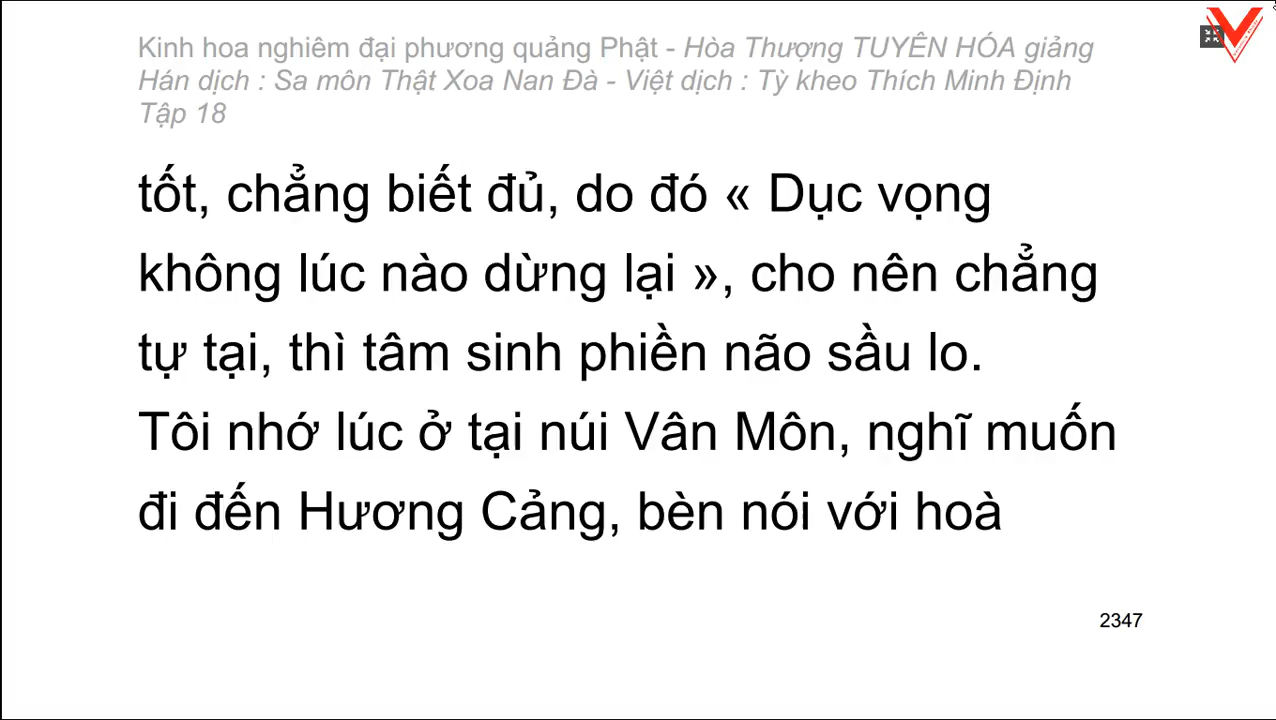 Kinh hoa nghiêm đại phương quảng Phật - Hòa Thượng TUYÊN HÓA giảng
Hán dịch : Sa môn Thật Xoa Nan Đà - Việt dịch : Tỳ kheo Thích Minh Định
Tập 18
tốt, chẳng biết đủ, do đó « Dục vọng
không lúc nào dừng lại », cho nên chẳng
tự tại, thì tâm sinh phiền não sầu lo.
Tôi nhớ lúc ở tại núi Vân Môn, nghĩ muốn
đi đến Hương Cảng, bèn nói với hoà
2347